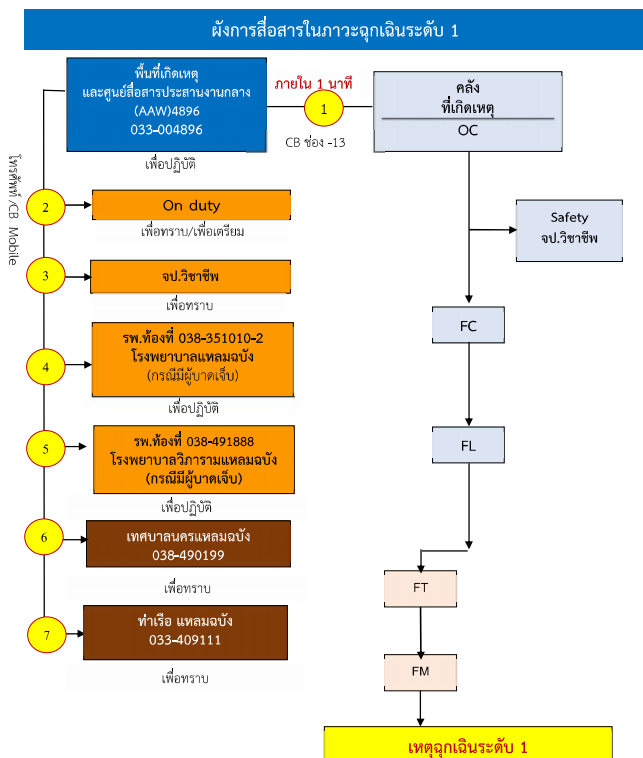 ผังการสื่อสารในภาวะฉุกเฉินระดับ 1
พื้นที่เกิดเหตุ
และศูนย์สื่อสารประสานงานกลาง
(AAW)4896
033-004896
เพื่อปฏิบัติ
ภายใน 1 นาที
1
CB ช่อง -13
คลัง
ที่เกิดเหตุ
OC
โทรศัพท์ /CB Mobile
2
On duty
เพื่อทราบ/เพื่อเตรียม
Safety
จป.วิชาชีพ
3
จป.วิชาชีพ
เพื่อทราบ
FC
4
รพ.ท้องที่ 038-351010-2
โรงพยาบาลแหลมฉบัง
(กรณีมีผู้บาดเจ็บ)
เพื่อปฏิบัติ
5
รพ.ท้องที่ 038-491888
โรงพยาบาลวิภารามแหลมฉบัง
(กรณีมีผู้บาดเจ็บ)
เพื่อปฏิบัติ
FL
6
เทศบาลนครแหลมฉบัง
038-490199
เพื่อทราบ
FT
7
ท่าเรือ แหลมฉบัง
033-409111
เพื่อทราบ
FM
เหตุฉุกเฉินระดับ 1